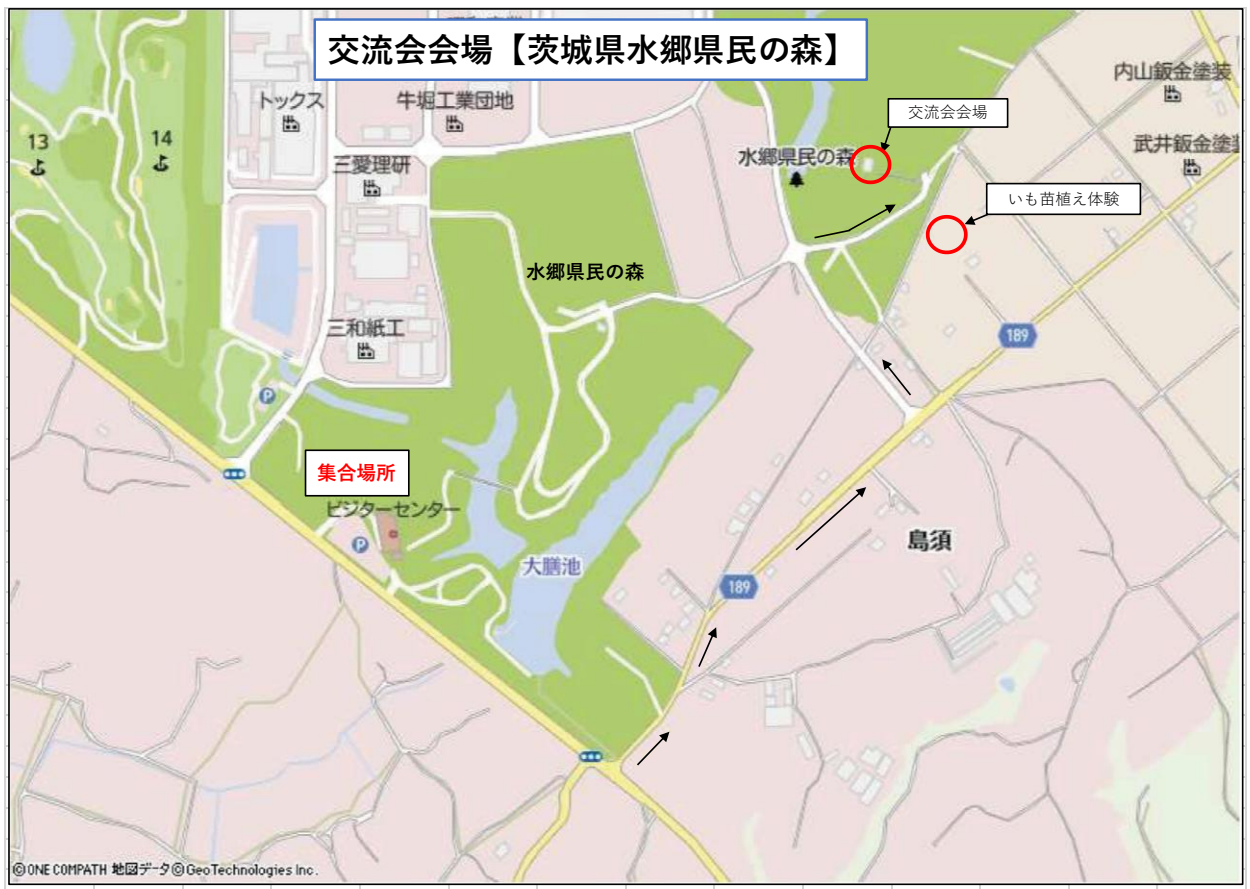 交流会会場【茨城県水郷県民の森】
内山鈑金塗装
トックス
牛堀工業団地
交流会会場
13
14
武井鈑金塗装
三愛理研
水郷県民の森
いも苗植え体験
水郷県民の森
三和紙工
189
P
集合場所
ビジターセンター
P
島須
大膳池
189
©ONE COMPATH 地図データ©GeoTechnologies Inc.